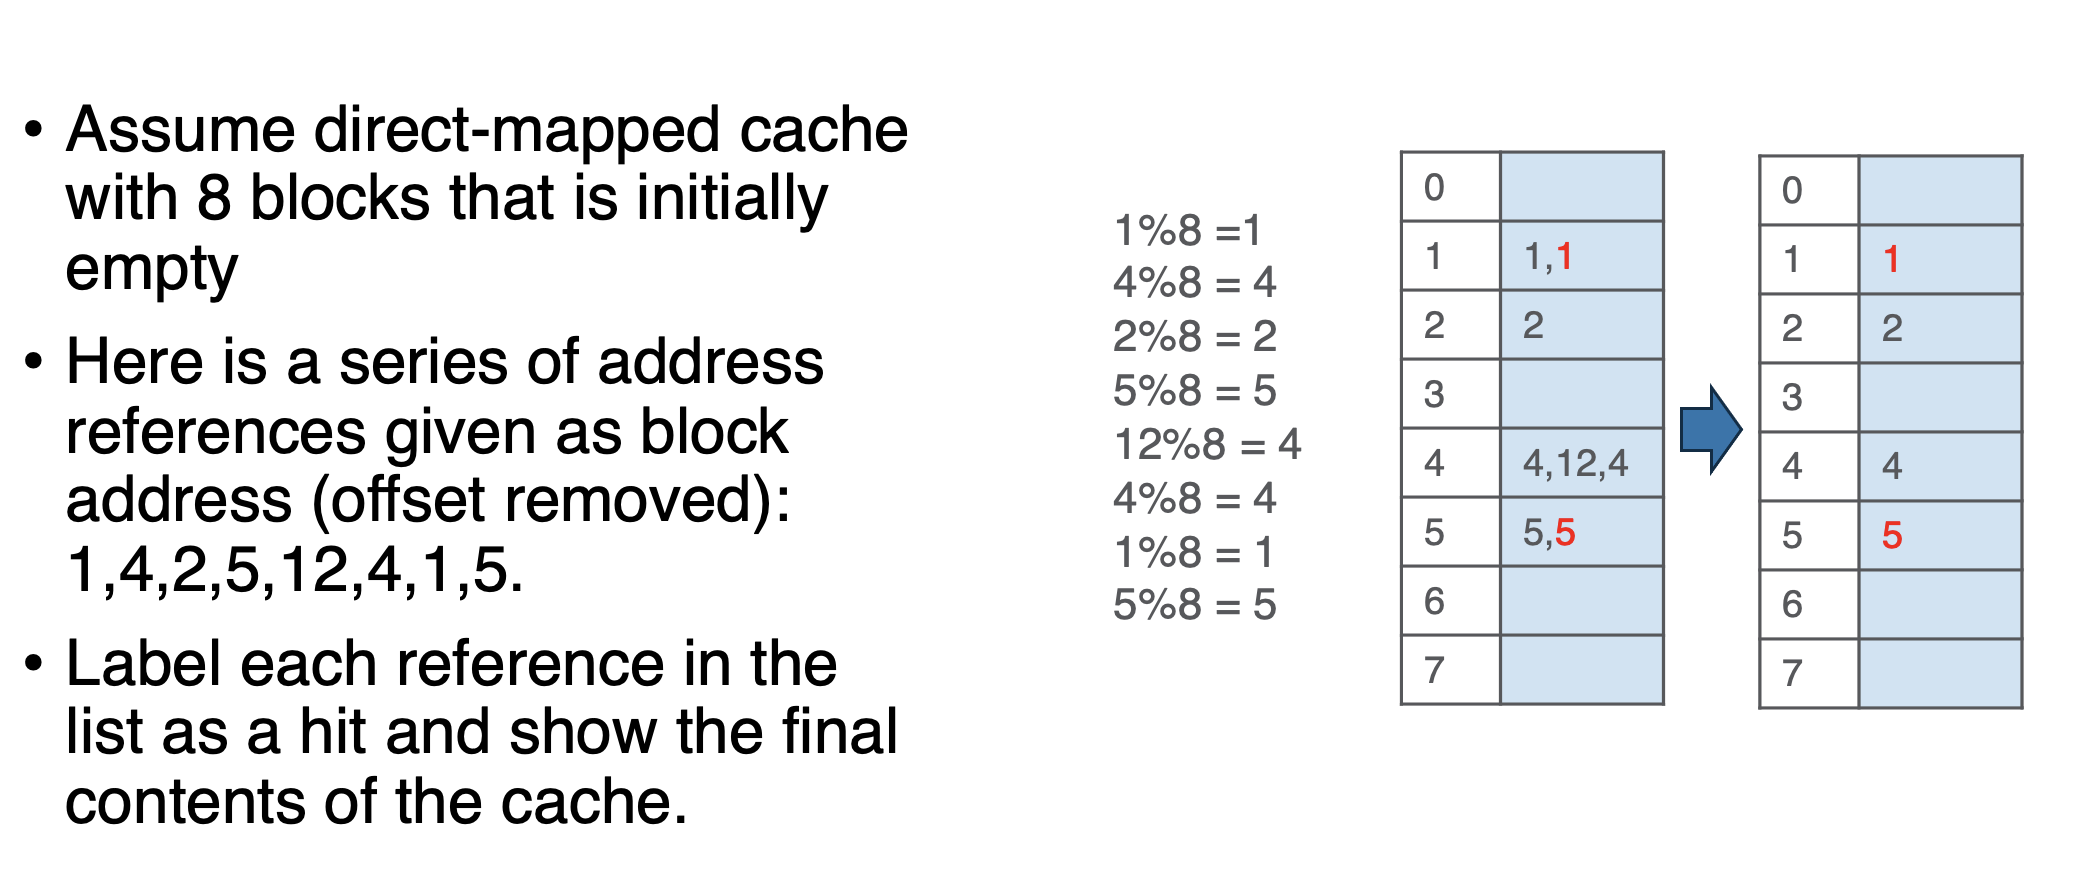 • Assume direct-mapped cache
with 8 blocks that is initially
empty
• Here is a series of address
references given as block
address (offset removed):
1,4,2,5,12,4,1,5.
• Label each reference in the
list as a hit and show the final
contents of the cache.
1%8 =1
4%8 = 4
2%8 = 2
5%8 = 5
12%8 = 4
4%8 = 4
1%8 = 1
5%8 = 5
0
1 1,1
2 2
3
4 4,12,4
5 5,5
6
7
0
1 1
2 2
3
4 4
5 5
6
7